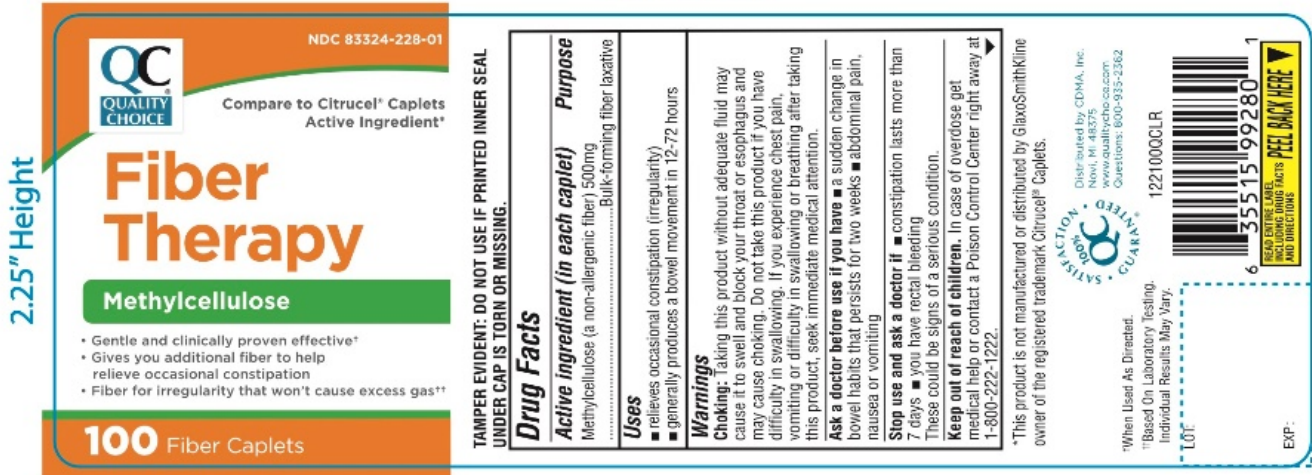 2.25" Height
NDC 83324-228-01
QC
QUALITY
CHOICE
Compare to Citrucel® Caplets
Active Ingredient*
Fiber
Therapy
Methylcellulose
• Gentle and clinically proven effective†
• Gives you additional fiber to help
relieve occasional constipation
• Fiber for irregularity that won't cause excess gas††
100 Fiber Caplets
TAMPER EVIDENT: DO NOT USE IF PRINTED INNER SEAL
UNDER CAP IS TORN OR MISSING.
Drug Facts
Active ingredient (in each caplet) Purpose
Methylcellulose (a non-allergenic fiber) 500mg
..............................Bulk-forming fiber laxative
Uses
■ relieves occasional constipation (irregularity)
■ generally produces a bowel movement in 12-72 hours
Warnings
Choking: Taking this product without adequate fluid may
cause it to swell and block your throat or esophagus and
may cause choking. Do not take this product if you have
difficulty in swallowing. If you experience chest pain,
vomiting or difficulty in swallowing or breathing after taking
this product, seek immediate medical attention.
Ask a doctor before use if you have ■ a sudden change in
bowel habits that persists for two weeks ■ abdominal pain,
nausea or vomiting
Stop use and ask a doctor if ■ constipation lasts more than
7 days ■ you have rectal bleeding
These could be signs of a serious condition.
Keep out of reach of children. In case of overdose get
medical help or contact a Poison Control Center right away at
1-800-222-1222.
*This product is not manufactured or distributed by GlaxoSmithKline
owner of the registered trademark Citrucel® Caplets.
†When Used As Directed.
††Based On Laboratory Testing.
Individual Results May Vary.
SATISFACTION • GUARANTEED •
100%
QC
Distributed by CDMA, Inc.
Novi, MI 48375
www.qualitychoice.com
Questions: 800-935-2362
122100QCLR
6 35515 99280 1
READ ENTIRE LABEL
INCLUDING DRUG FACTS
AND DIRECTIONS
PEEL BACK HERE
LOT:
EXP: